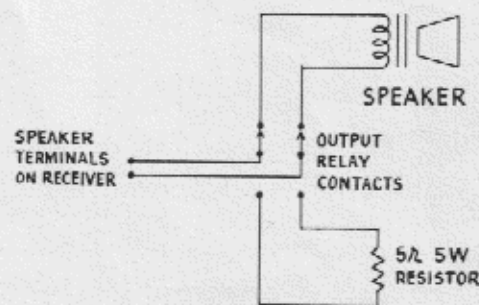 SPEAKER
SPEAKER
TERMINALS
ON RECEIVER
OUTPUT
RELAY
CONTACTS
5Ω 5W
RESISTOR